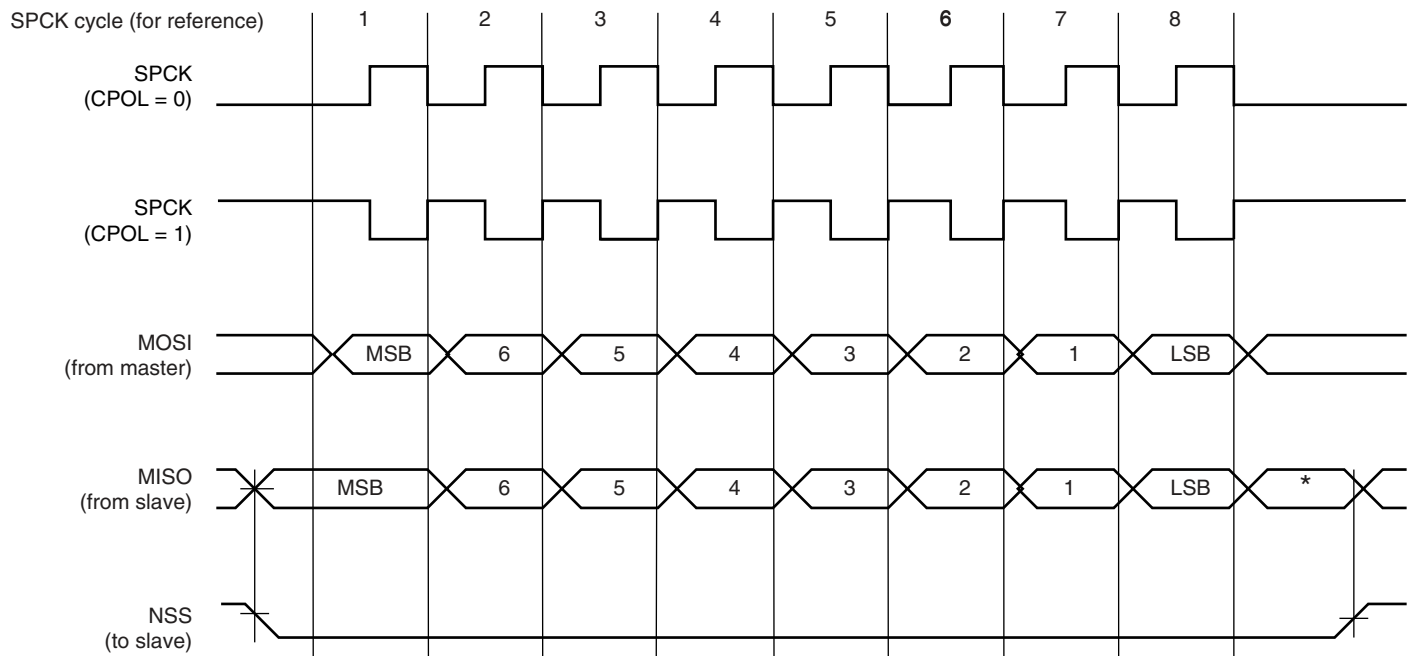 SPCK cycle (for reference) 1 2 3 4 5 6 7 8
SPCK
(CPOL = 0)
SPCK
(CPOL = 1)
MOSI
(from master)
MSB 6 5 4 3 2 1 LSB
MISO
(from slave)
MSB 6 5 4 3 2 1 LSB *
NSS
(to slave)